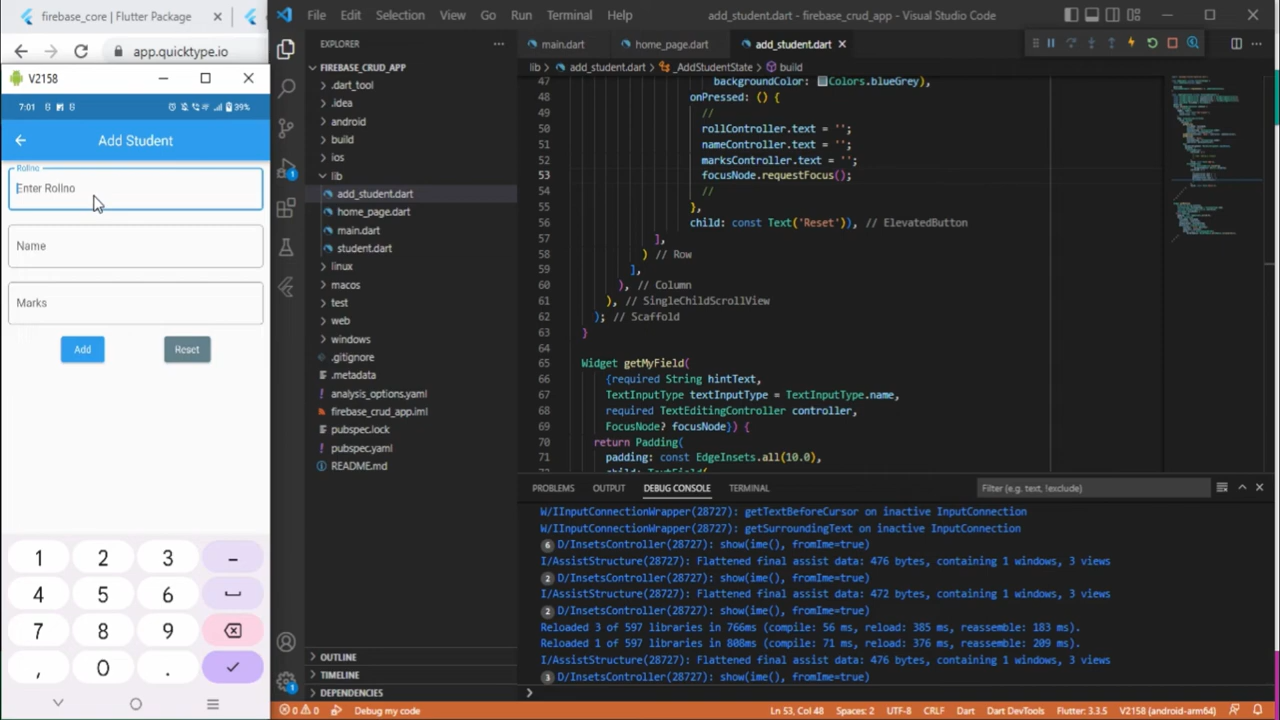 firebase_core | Flutter Package
File Edit Selection View Go Run Terminal Help
add_student.dart - firebase_crud_app - Visual Studio Code
app.quicktype.io
V2158
7:01
39%
Add Student
Rollno
Enter Rollno
Name
Marks
Add
Reset
1 2 3 -
4 5 6
7 8 9
, 0 .
EXPLORER
FIREBASE_CRUD_APP
.dart_tool
.idea
android
build
ios
lib
add_student.dart
home_page.dart
main.dart
student.dart
linux
macos
test
web
windows
.gitignore
.metadata
analysis_options.yaml
firebase_crud_app.iml
pubspec.lock
pubspec.yaml
README.md
OUTLINE
TIMELINE
DEPENDENCIES
main.dart home_page.dart add_student.dart
lib > add_student.dart > _AddStudentState > build
47 backgroundColor: Colors.blueGrey),
48 onPressed: () {
49 //
50 rollController.text = '';
51 nameController.text = '';
52 marksController.text = '';
53 focusNode.requestFocus();
54 //
55 },
56 child: const Text('Reset')), // ElevatedButton
57 ],
58 ) // Row
59 ],
60 ), // Column
61 ), // SingleChildScrollView
62 ); // Scaffold
63 }
64
65 Widget getMyField(
66 {required String hintText,
67 TextInputType textInputType = TextInputType.name,
68 required TextEditingController controller,
69 FocusNode? focusNode}) {
70 return Padding(
71 padding: const EdgeInsets.all(10.0),
72 child: TextField(
PROBLEMS OUTPUT DEBUG CONSOLE TERMINAL
Filter (e.g. text, !exclude)
W/IInputConnectionWrapper(28727): getTextBeforeCursor on inactive InputConnection
W/IInputConnectionWrapper(28727): getSurroundingText on inactive InputConnection
6 D/InsetsController(28727): show(ime(), fromIme=true)
I/AssistStructure(28727): Flattened final assist data: 476 bytes, containing 1 windows, 3 views
2 D/InsetsController(28727): show(ime(), fromIme=true)
I/AssistStructure(28727): Flattened final assist data: 472 bytes, containing 1 windows, 3 views
2 D/InsetsController(28727): show(ime(), fromIme=true)
Reloaded 3 of 597 libraries in 766ms (compile: 56 ms, reload: 385 ms, reassemble: 183 ms).
Reloaded 1 of 597 libraries in 808ms (compile: 71 ms, reload: 376 ms, reassemble: 209 ms).
I/AssistStructure(28727): Flattened final assist data: 476 bytes, containing 1 windows, 3 views
3 D/InsetsController(28727): show(ime(), fromIme=true)
0 0 Debug my code
Ln 53, Col 48 Spaces: 2 UTF-8 CRLF Dart Dart DevTools Flutter: 3.3.5 V2158 (android-arm64)